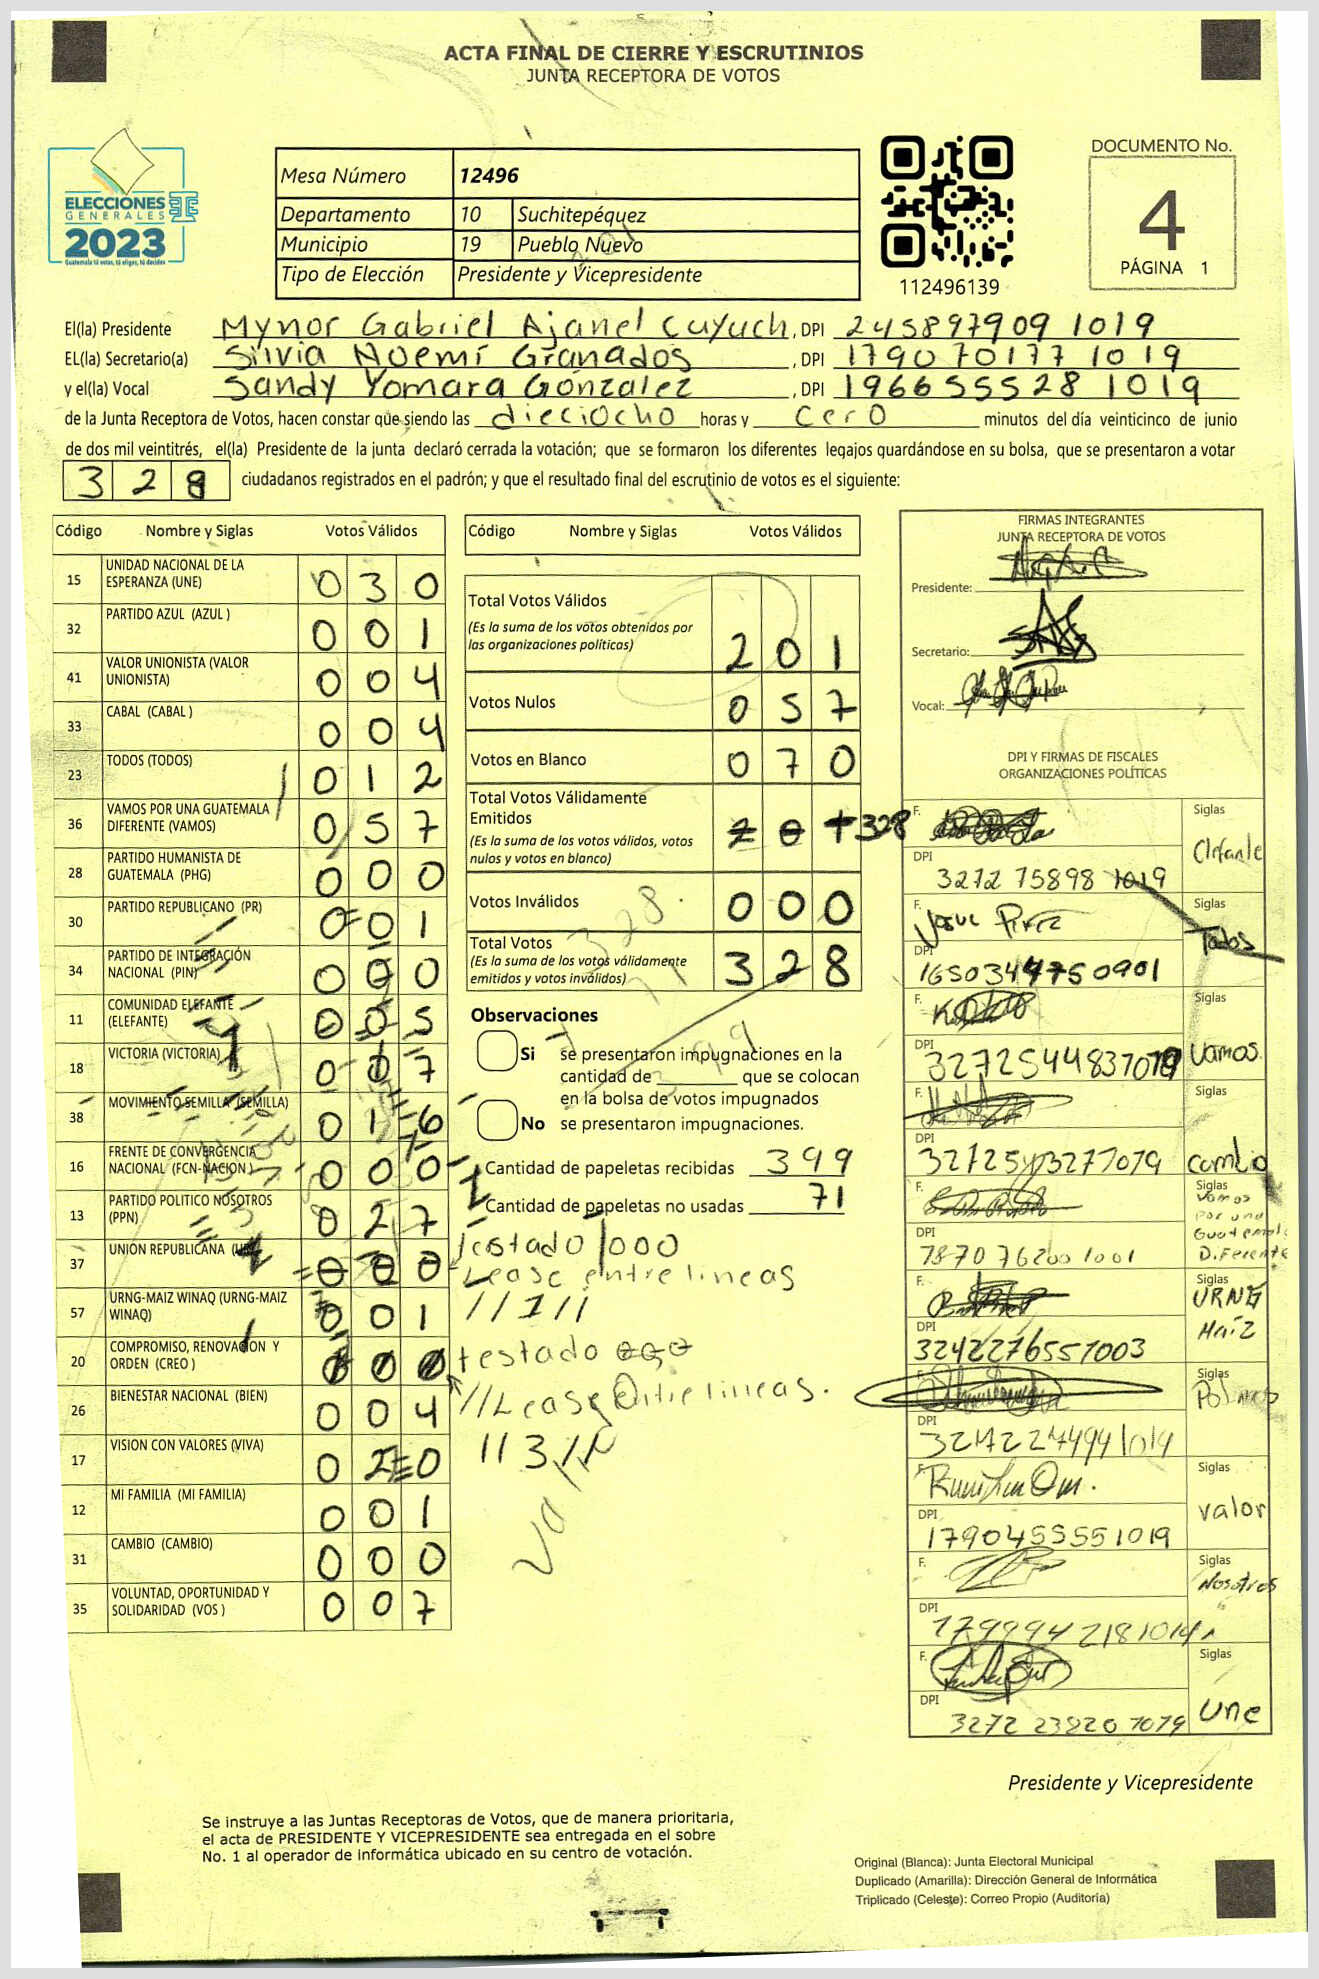 ACTA FINAL DE CIERRE Y ESCRUTINIOS
JUNTA RECEPTORA DE VOTOS
ELECCIONES
GENERALES
2023
Guatemala tú votas, tú eliges, tú decides
Mesa Número 12496
Departamento 10 Suchitepéquez
Municipio 19 Pueblo Nuevo
Tipo de Elección Presidente y Vicepresidente
112496139
DOCUMENTO No.
4
PÁGINA 1
El(la) Presidente Mynor Gabriel Ajanel Cuyuch, DPI 245897909 1019
EL(la) Secretario(a) Silvia Noemí Granados, DPI 179070177 1019
y el(la) Vocal Sandy Yomara González, DPI 196655528 1019
de la Junta Receptora de Votos, hacen constar que siendo las dieciocho horas y cero minutos del día veinticinco de junio
de dos mil veintitrés, el(la) Presidente de la junta declaró cerrada la votación; que se formaron los diferentes legajos guardándose en su bolsa, que se presentaron a votar
328 ciudadanos registrados en el padrón; y que el resultado final del escrutinio de votos es el siguiente:
Código Nombre y Siglas Votos Válidos
15 UNIDAD NACIONAL DE LA ESPERANZA (UNE) 030
32 PARTIDO AZUL (AZUL ) 001
41 VALOR UNIONISTA (VALOR UNIONISTA) 004
33 CABAL (CABAL ) 004
23 TODOS (TODOS) 012
36 VAMOS POR UNA GUATEMALA DIFERENTE (VAMOS) 057
28 PARTIDO HUMANISTA DE GUATEMALA (PHG) 000
30 PARTIDO REPUBLICANO (PR) 001
34 PARTIDO DE INTEGRACIÓN NACIONAL (PIN) 000
11 COMUNIDAD ELEFANTE (ELEFANTE) 005
18 VICTORIA (VICTORIA) 007
38 MOVIMIENTO SEMILLA (SEMILLA) 016
16 FRENTE DE CONVERGENCIA NACIONAL (FCN-NACION ) 000
13 PARTIDO POLITICO NOSOTROS (PPN) 027
37 UNION REPUBLICANA 000
57 URNG-MAIZ WINAQ (URNG-MAIZ WINAQ) 001
20 COMPROMISO, RENOVACION Y ORDEN (CREO )
26 BIENESTAR NACIONAL (BIEN) 004
17 VISION CON VALORES (VIVA) 020
12 MI FAMILIA (MI FAMILIA) 001
31 CAMBIO (CAMBIO) 000
35 VOLUNTAD, OPORTUNIDAD Y SOLIDARIDAD (VOS ) 007
Código Nombre y Siglas Votos Válidos
Total Votos Válidos 201
(Es la suma de los votos obtenidos por
las organizaciones políticas)
Votos Nulos 057
Votos en Blanco 070
Total Votos Válidamente
Emitidos 201 328
(Es la suma de los votos válidos, votos
nulos y votos en blanco)
Votos Inválidos 000
Total Votos 328
(Es la suma de los votos válidamente
emitidos y votos inválidos)
Observaciones
Si se presentaron impugnaciones en la
cantidad de ________ que se colocan
en la bolsa de votos impugnados
No se presentaron impugnaciones.
Cantidad de papeletas recibidas 399
Cantidad de papeletas no usadas 71
testado 000
Lease entre lineas
//1//
testado 000
//Lease Entre lineas.
//3//
FIRMAS INTEGRANTES
JUNTA RECEPTORA DE VOTOS
Presidente:
Secretario:
Vocal:
DPI Y FIRMAS DE FISCALES
ORGANIZACIONES POLÍTICAS
F. Siglas
DPI 3272 75898 1019
F. Siglas Todos
DPI
F. Siglas Vamos
DPI 3272544837019
F. Siglas
DPI
F. Siglas Vamos por una Guatemala Diferente
DPI
F. Siglas URNG Maíz
DPI 3242276551003
F. Siglas
DPI
F. Siglas valor
DPI 1790455551019
F. Siglas Nosotros
DPI
F. Siglas Une
DPI 3272 23820 1019
Presidente y Vicepresidente
Se instruye a las Juntas Receptoras de Votos, que de manera prioritaria,
el acta de PRESIDENTE Y VICEPRESIDENTE sea entregada en el sobre
No. 1 al operador de informática ubicado en su centro de votación.
Original (Blanca): Junta Electoral Municipal
Duplicado (Amarilla): Dirección General de Informática
Triplicado (Celeste): Correo Propio (Auditoría)